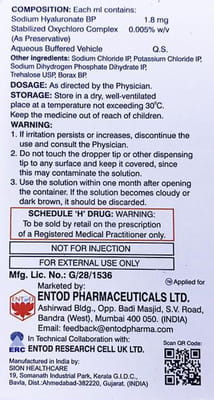 COMPOSITION: Each ml contains:
Sodium Hyaluronate BP 1.8 mg
Stabilized Oxychloro Complex 0.005% w/v
(As Preservative)
Aqueous Buffered Vehicle Q.S.
Other Ingredients: Sodium Chloride IP, Potassium Chloride IP,
Sodium Dihydrogen Phosphate Dihydrate IP,
Trehalose USP, Borax BP.
DOSAGE: As directed by the Physician.
STORAGE: Store in a dry, well-ventilated
place at a temperature not exceeding 30°C.
Keep the medicine out of reach of children.
WARNING:
1. If irritation persists or increases, discontinue the
use and consult the Physician.
2. Do not touch the dropper tip or other dispensing
tip to any surface and keep it covered, since
this may contaminate the solution.
3. Use the solution within one month after opening
the container. If the solution becomes cloudy or
dark brown, it should be discarded.
SCHEDULE 'H' DRUG: WARNING:
To be sold by retail on the prescription
of a Registered Medical Practitioner only.
NOT FOR INJECTION
FOR EXTERNAL USE ONLY
Mfg. Lic. No.: G/28/1536
® Applied for
Marketed by:
ENTOD PHARMACEUTICALS LTD.
Ashirwad Bldg., Opp. Badi Masjid, S.V. Road,
Bandra (West), Mumbai 400 050. (INDIA)
Email: feedback@entodpharma.com
ENTOD
In Technical Collaboration with:
ERC ENTOD RESEARCH CELL UK LTD.
Scan QR Code:
Manufactured in India by:
SION HEALTHCARE
19, Somanath Industrial Park, Kerala G.I.D.C.,
Bavla, Dist.:Ahmedabad-382220, Gujarat. (INDIA)